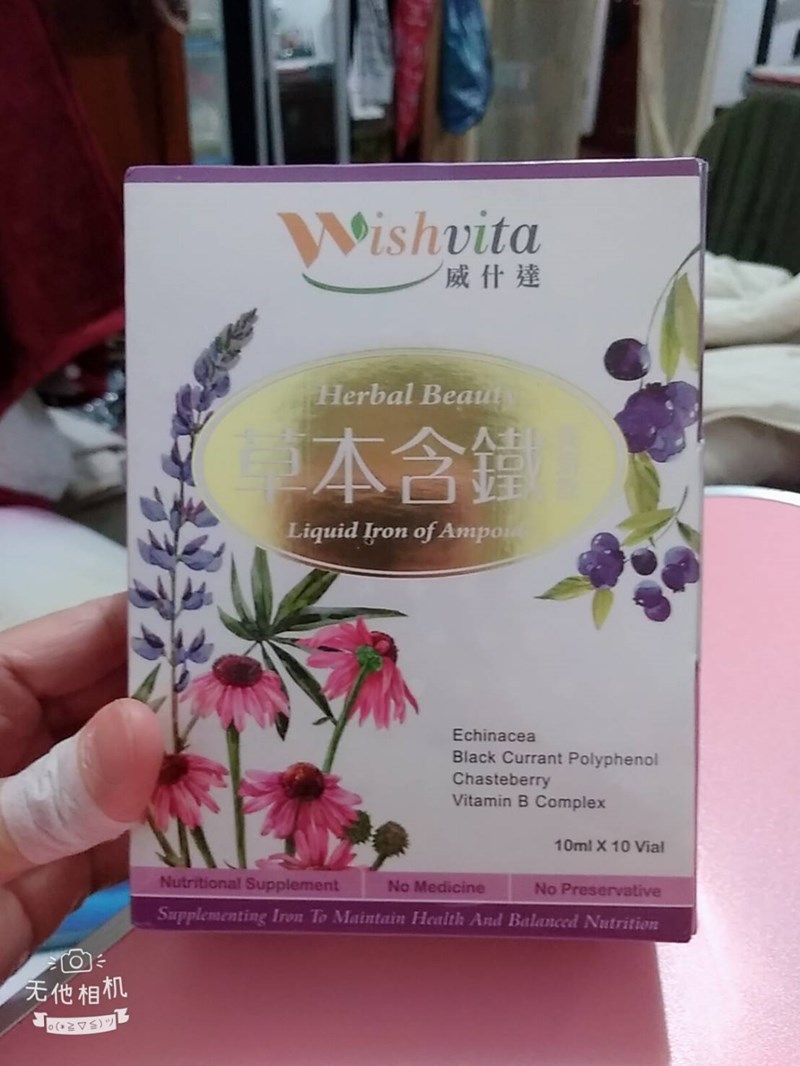 Wishvita
威什達
Herbal Beauty
草本含鐵
Liquid Iron of
Echinacea
Black Currant Polyphenol
Chasteberry
Vitamin B Complex
10ml X 10 Vial
Nutritional Supplement No Medicine No Preservative
Supplementing Iron To Maintain Health And Balanced Nutrition
无他相机
o(*≧▽≦)ツ